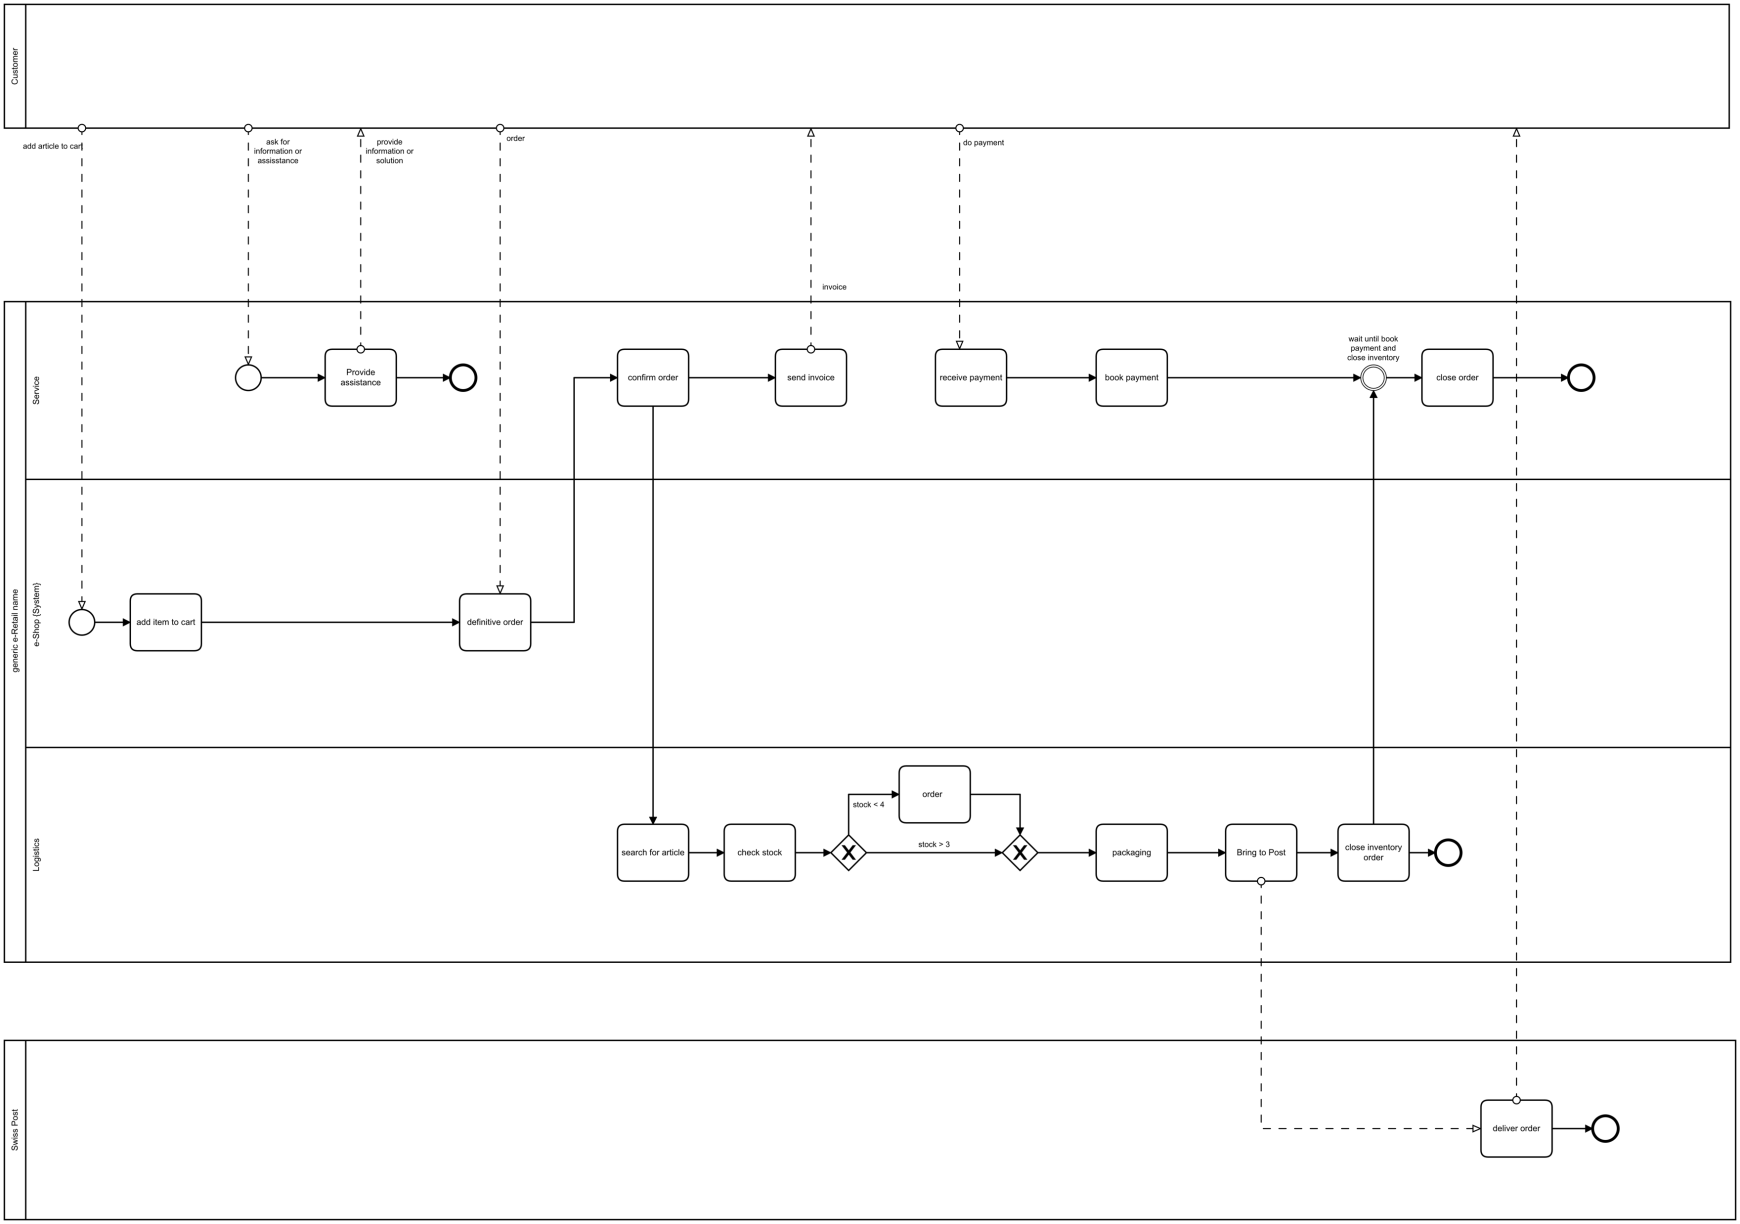 Customer
add article to cart
ask for
information or
assisstance
provide
information or
solution
order
do payment
invoice
generic e-Retail name
Service
Provide
assistance
confirm order
send invoice
receive payment
book payment
wait until book
payment and
close inventory
close order
e-Shop {System}
add item to cart
definitive order
Logistics
search for article
check stock
stock < 4
order
stock > 3
packaging
Bring to Post
close inventory
order
Swiss Post
deliver order